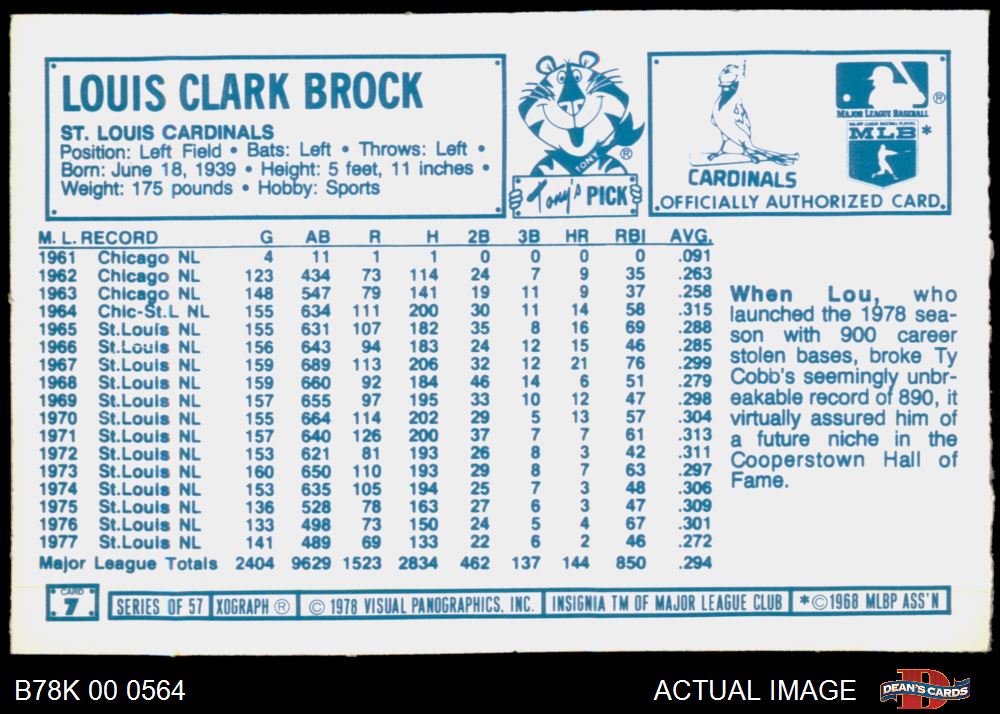 LOUIS CLARK BROCK
ST. LOUIS CARDINALS
Position: Left Field • Bats: Left • Throws: Left •
Born: June 18, 1939 • Height: 5 feet, 11 inches •
Weight: 175 pounds • Hobby: Sports
TONY
®
Tony's PICK
CARDINALS
®
MAJOR LEAGUE BASEBALL
MAJOR LEAGUE BASEBALL PLAYERS
MLB *
OFFICIALLY AUTHORIZED CARD
M. L. RECORD G AB R H 2B 3B HR RBI AVG.
1961 Chicago NL 4 11 1 1 0 0 0 0 .091
1962 Chicago NL 123 434 73 114 24 7 9 35 .263
1963 Chicago NL 148 547 79 141 19 11 9 37 .258
1964 Chic-St.L NL 155 634 111 200 30 11 14 58 .315
1965 St.Louis NL 155 631 107 182 35 8 16 69 .288
1966 St.Louis NL 156 643 94 183 24 12 15 46 .285
1967 St.Louis NL 159 689 113 206 32 12 21 76 .299
1968 St.Louis NL 159 660 92 184 46 14 6 51 .279
1969 St.Louis NL 157 655 97 195 33 10 12 47 .298
1970 St.Louis NL 155 664 114 202 29 5 13 57 .304
1971 St.Louis NL 157 640 126 200 37 7 7 61 .313
1972 St.Louis NL 153 621 81 193 26 8 3 42 .311
1973 St.Louis NL 160 650 110 193 29 8 7 63 .297
1974 St.Louis NL 153 635 105 194 25 7 3 48 .306
1975 St.Louis NL 136 528 78 163 27 6 3 47 .309
1976 St.Louis NL 133 498 73 150 24 5 4 67 .301
1977 St.Louis NL 141 489 69 133 22 6 2 46 .272
Major League Totals 2404 9629 1523 2834 462 137 144 850 .294
When Lou, who
launched the 1978 sea-
son with 900 career
stolen bases, broke Ty
Cobb's seemingly unbr-
eakable record of 890, it
virtually assured him of
a future niche in the
Cooperstown Hall of
Fame.
CARD
7
SERIES OF 57 XOGRAPH ® © 1978 VISUAL PANOGRAPHICS, INC. INSIGNIA TM OF MAJOR LEAGUE CLUB *©1968 MLBP ASS'N
B78K 00 0564
ACTUAL IMAGE
D
DEAN'S CARDS